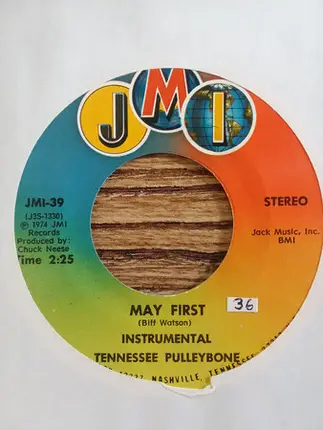 JMI
JMI-39
(J3S-1330)
℗ 1974 JMI
Records
Produced by:
Chuck Neese
Time 2:25
STEREO
Jack Music, Inc.
BMI
MAY FIRST
(Biff Watson)
36
INSTRUMENTAL
TENNESSEE PULLEYBONE
NASHVILLE,